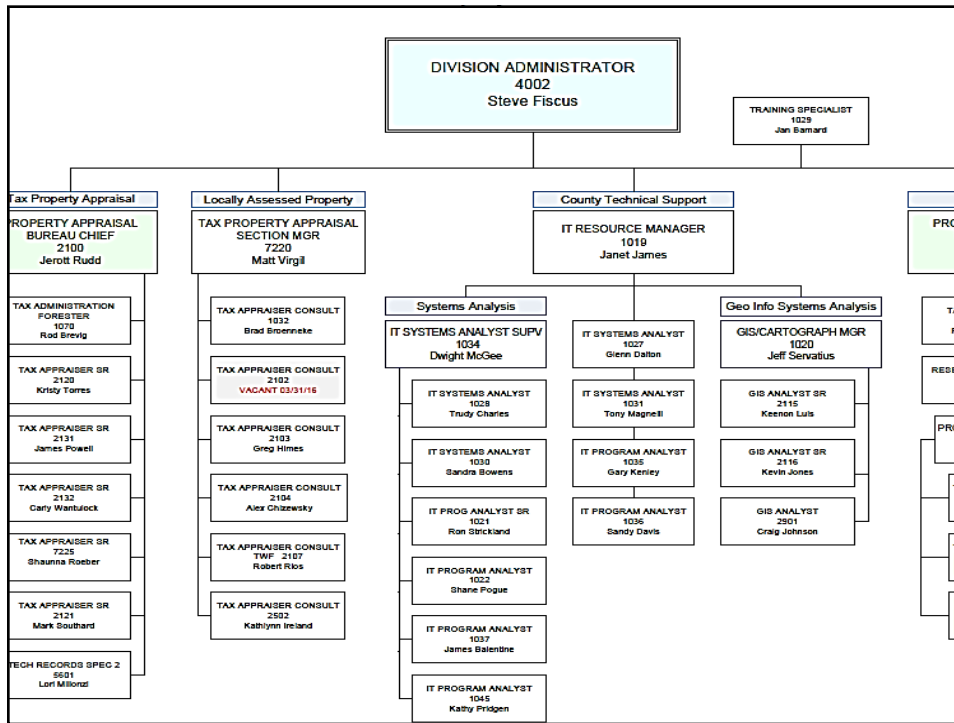 DIVISION ADMINISTRATOR
4002
Steve Fiscus
TRAINING SPECIALIST
1029
Jan Barnard
Tax Property Appraisal
PROPERTY APPRAISAL
BUREAU CHIEF
2100
Jerott Rudd
TAX ADMINISTRATION
FORESTER
1070
Rod Brevig
TAX APPRAISER SR
2120
Kristy Torres
TAX APPRAISER SR
2131
James Powell
TAX APPRAISER SR
2132
Carly Wantulock
TAX APPRAISER SR
7225
Shaunna Roeber
TAX APPRAISER SR
2121
Mark Southard
TECH RECORDS SPEC 2
5601
Lori Millonzi
Locally Assessed Property
TAX PROPERTY APPRAISAL
SECTION MGR
7220
Matt Virgil
TAX APPRAISER CONSULT
1032
Brad Broenneke
TAX APPRAISER CONSULT
2102
VACANT 03/31/16
TAX APPRAISER CONSULT
2103
Greg Himes
TAX APPRAISER CONSULT
2104
Alex Chizewsky
TAX APPRAISER CONSULT
TWF 2107
Robert Rios
TAX APPRAISER CONSULT
2502
Kathlynn Ireland
County Technical Support
IT RESOURCE MANAGER
1019
Janet James
Systems Analysis
IT SYSTEMS ANALYST SUPV
1034
Dwight McGee
IT SYSTEMS ANALYST
1028
Trudy Charles
IT SYSTEMS ANALYST
1030
Sandra Bowens
IT PROG ANALYST SR
1021
Ron Strickland
IT PROGRAM ANALYST
1022
Shane Pogue
IT PROGRAM ANALYST
1037
James Balentine
IT PROGRAM ANALYST
1045
Kathy Pridgen
IT SYSTEMS ANALYST
1027
Glenn Dalton
IT SYSTEMS ANALYST
1031
Tony Magnelli
IT PROGRAM ANALYST
1035
Gary Kenley
IT PROGRAM ANALYST
1036
Sandy Davis
Geo Info Systems Analysis
GIS/CARTOGRAPH MGR
1020
Jeff Servatius
GIS ANALYST SR
2115
Keenon Luis
GIS ANALYST SR
2116
Kevin Jones
GIS ANALYST
2901
Craig Johnson